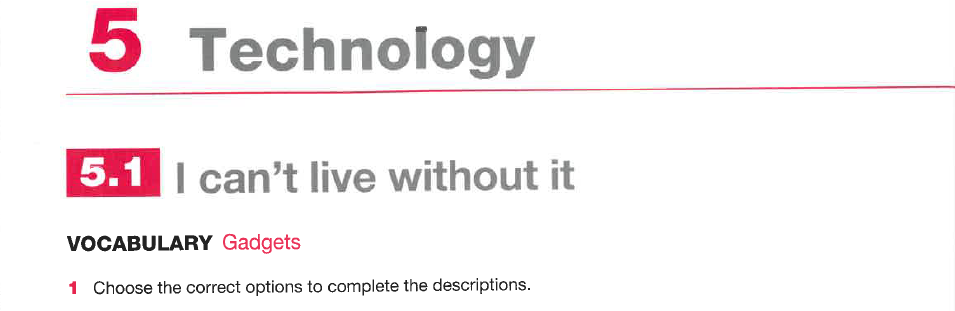 5 Technology
5.1 I can't live without it
VOCABULARY Gadgets
1 Choose the correct options to complete the descriptions.